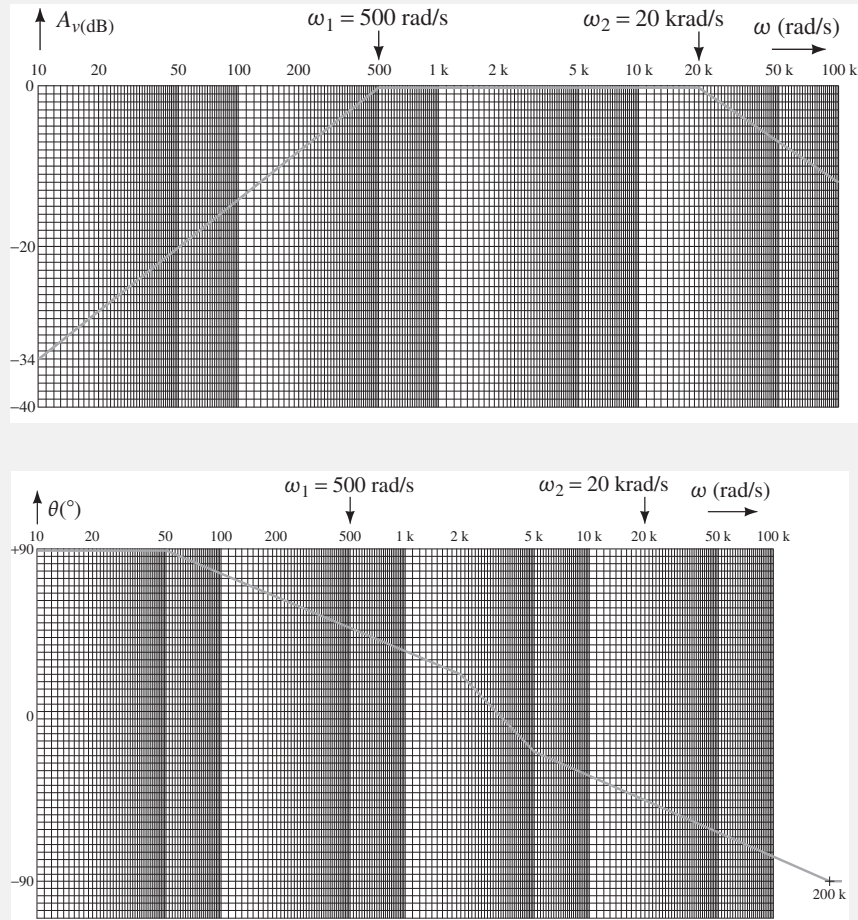 A_v(dB) ω₁ = 500 rad/s ω₂ = 20 krad/s ω (rad/s)
10 20 50 100 200 500 1 k 2 k 5 k 10 k 20 k 50 k 100 k
0
–20
–34
–40
θ(°) ω₁ = 500 rad/s ω₂ = 20 krad/s ω (rad/s)
10 20 50 100 200 500 1 k 2 k 5 k 10 k 20 k 50 k 100 k
+90
0
–90
200 k